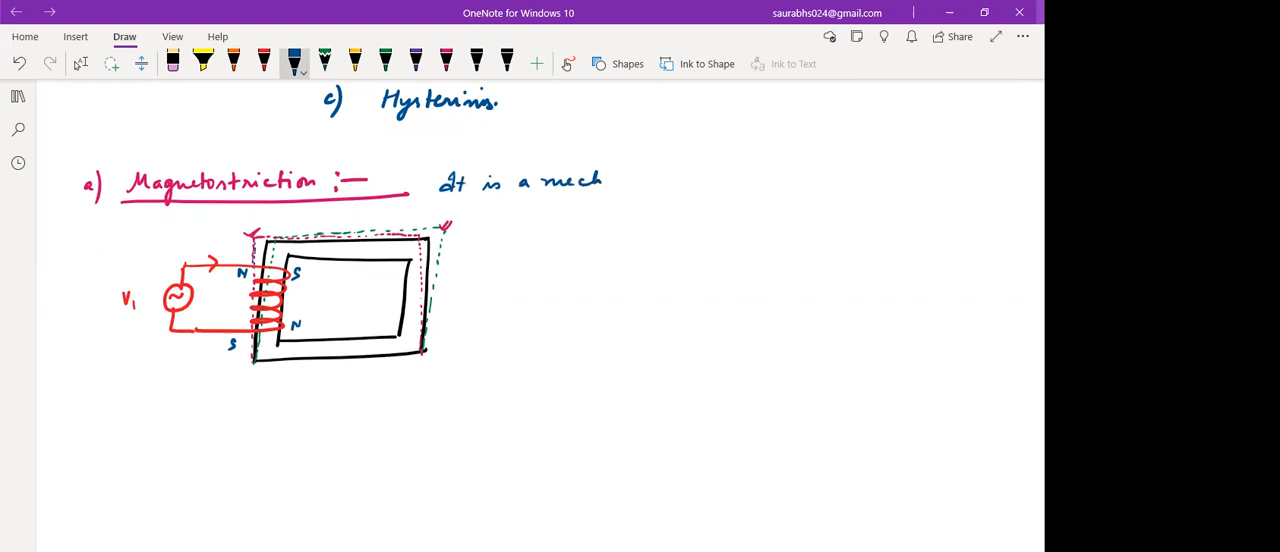 OneNote for Windows 10
saurabhs024@gmail.com
Home Insert Draw View Help
Share
Shapes Ink to Shape Ink to Text
c) Hysterisis.
a) Magnetostriction :— It is a mech
N S
V1
N
S